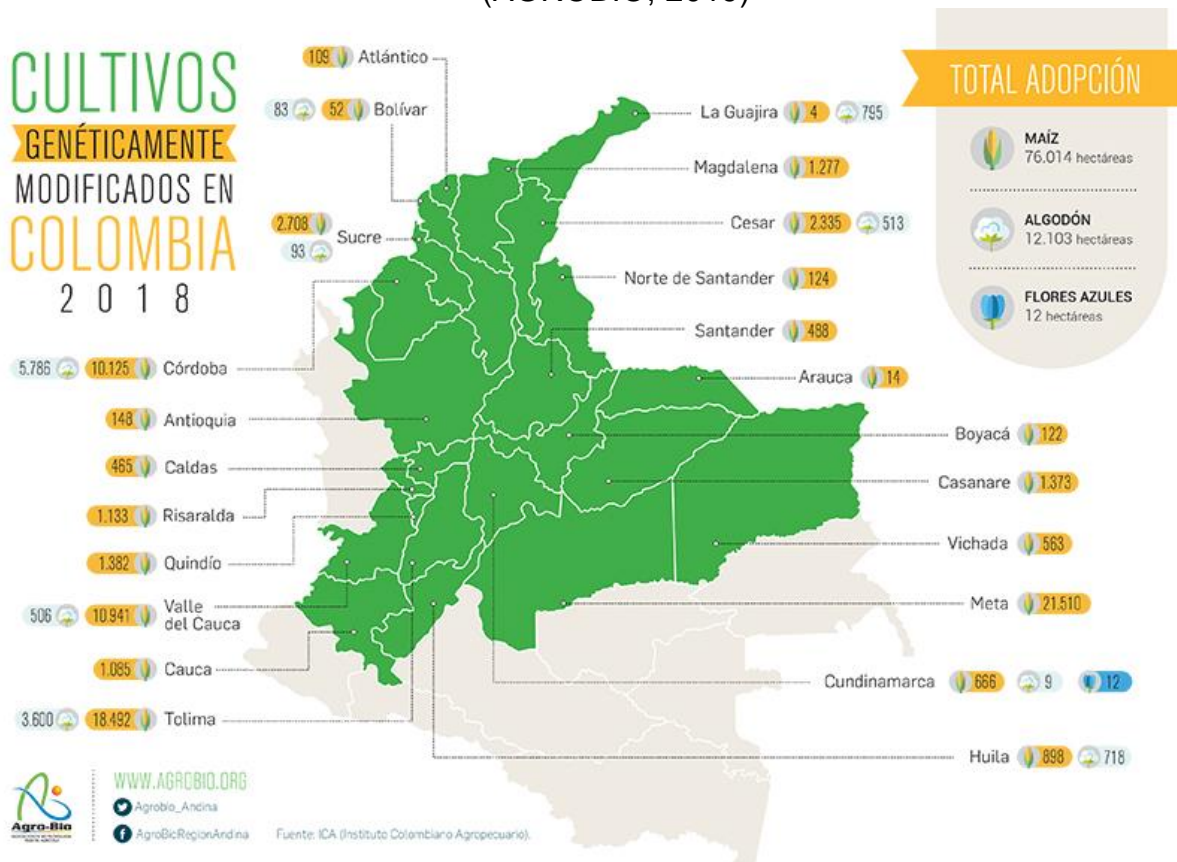 CULTIVOS
GENÉTICAMENTE
MODIFICADOS EN
COLOMBIA
2018
TOTAL ADOPCIÓN
MAÍZ
76.014 hectáreas
ALGODÓN
12.103 hectáreas
FLORES AZULES
12 hectáreas
109 Atlántico
83 52 Bolívar
2.708
93
Sucre
5.786 10.125 Córdoba
148 Antioquia
465 Caldas
1.133 Risaralda
1.382 Quindío
506 10.941 Valle
del Cauca
1.085 Cauca
3.600 18.492 Tolima
La Guajira 4 795
Magdalena 1.277
Cesar 2.335 513
Norte de Santander 124
Santander 488
Arauca 14
Boyacá 122
Casanare 1.373
Vichada 563
Meta 21.510
Cundinamarca 666 9 12
Huila 898 718
Agro-Bio
WWW.AGROBIO.ORG
Agrobio_Andina
AgroBioRegionAndina
Fuente: ICA (Instituto Colombiano Agropecuario).